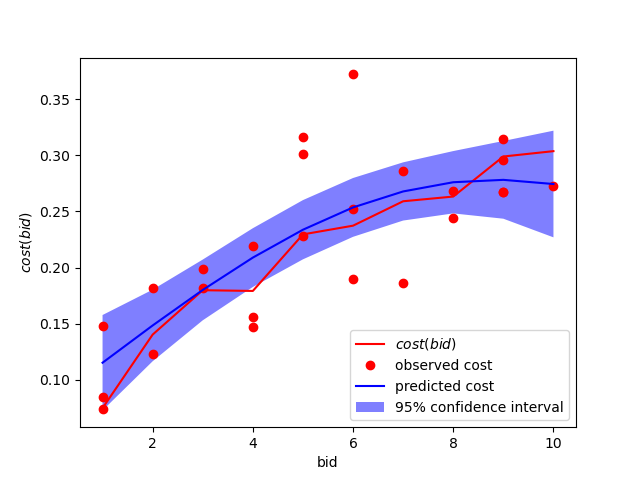 0.35
0.30
0.25
0.20
0.15
0.10
cost(bid)
cost(bid)
observed cost
predicted cost
95% confidence interval
2
4
6
8
10
bid